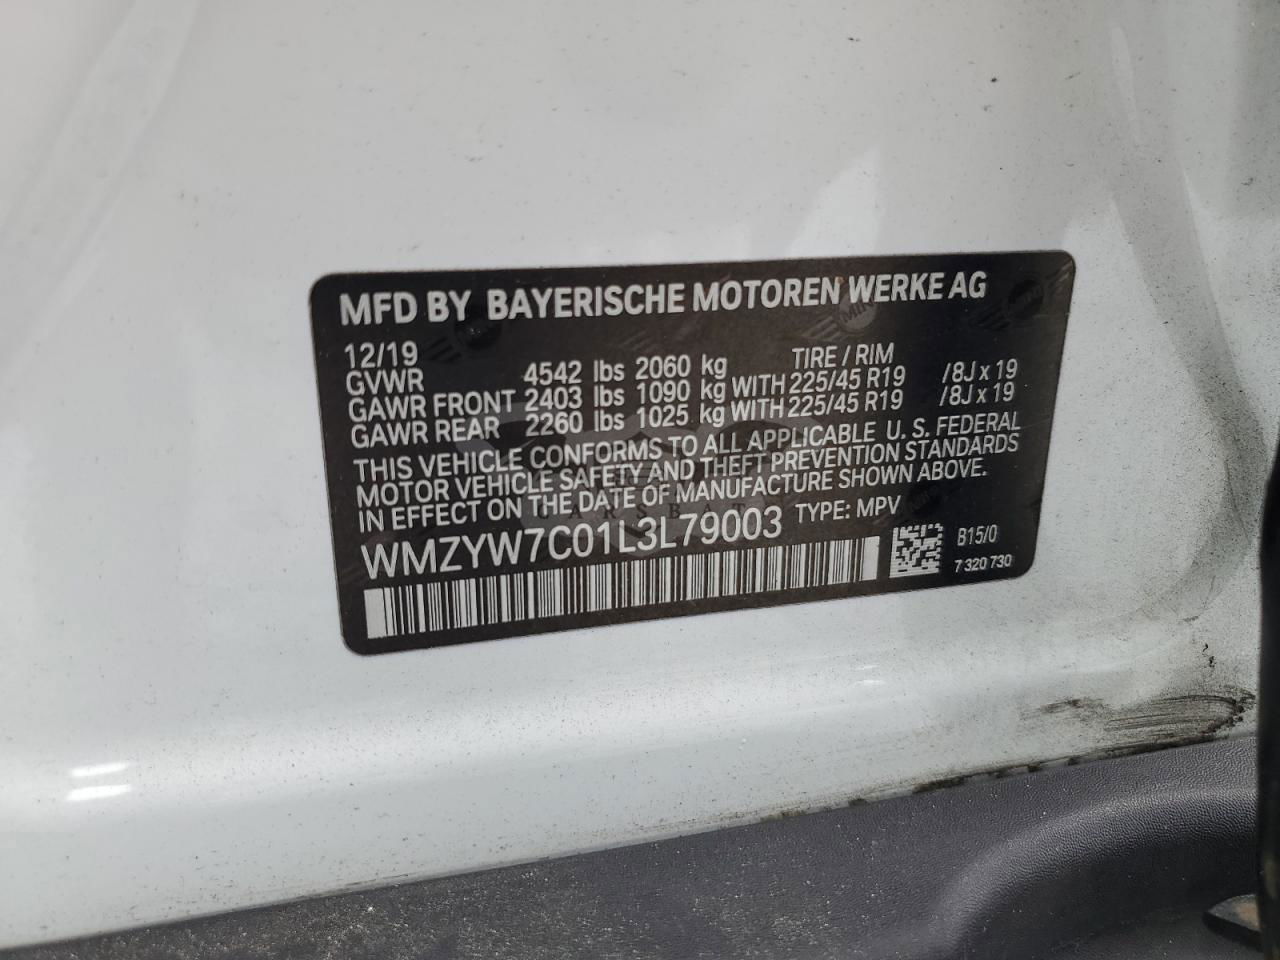 MFD BY BAYERISCHE MOTOREN WERKE AG
12/19 TIRE / RIM
GVWR 4542 lbs 2060 kg
GAWR FRONT 2403 lbs 1090 kg WITH 225/45 R19 /8J x 19
GAWR REAR 2260 lbs 1025 kg WITH 225/45 R19 /8J x 19
THIS VEHICLE CONFORMS TO ALL APPLICABLE U. S. FEDERAL
MOTOR VEHICLE SAFETY AND THEFT PREVENTION STANDARDS
IN EFFECT ON THE DATE OF MANUFACTURE SHOWN ABOVE.
CARSBAT
WMZYW7C01L3L79003 TYPE: MPV
B15/0
7 320 730